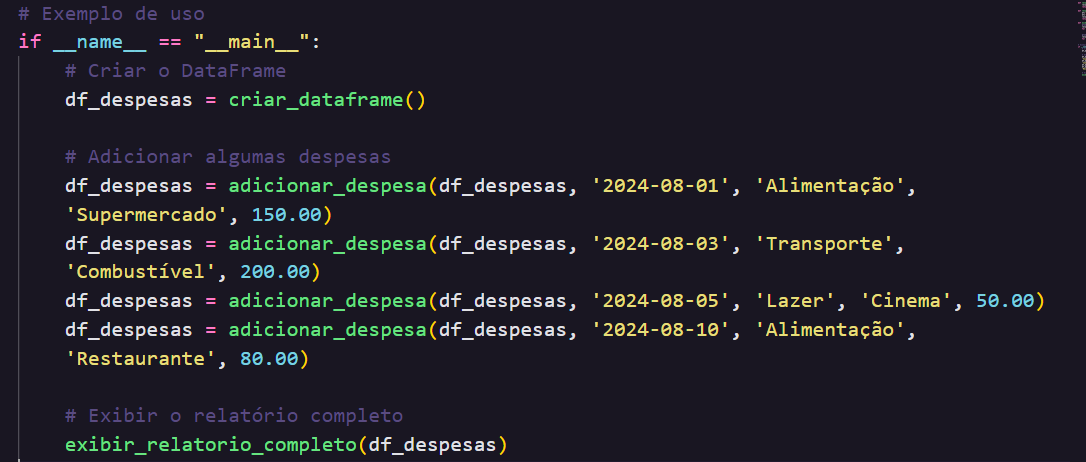 # Exemplo de uso
if __name__ == "__main__":
    # Criar o DataFrame
    df_despesas = criar_dataframe()

    # Adicionar algumas despesas
    df_despesas = adicionar_despesa(df_despesas, '2024-08-01', 'Alimentação',
    'Supermercado', 150.00)
    df_despesas = adicionar_despesa(df_despesas, '2024-08-03', 'Transporte',
    'Combustível', 200.00)
    df_despesas = adicionar_despesa(df_despesas, '2024-08-05', 'Lazer', 'Cinema', 50.00)
    df_despesas = adicionar_despesa(df_despesas, '2024-08-10', 'Alimentação',
    'Restaurante', 80.00)

    # Exibir o relatório completo
    exibir_relatorio_completo(df_despesas)